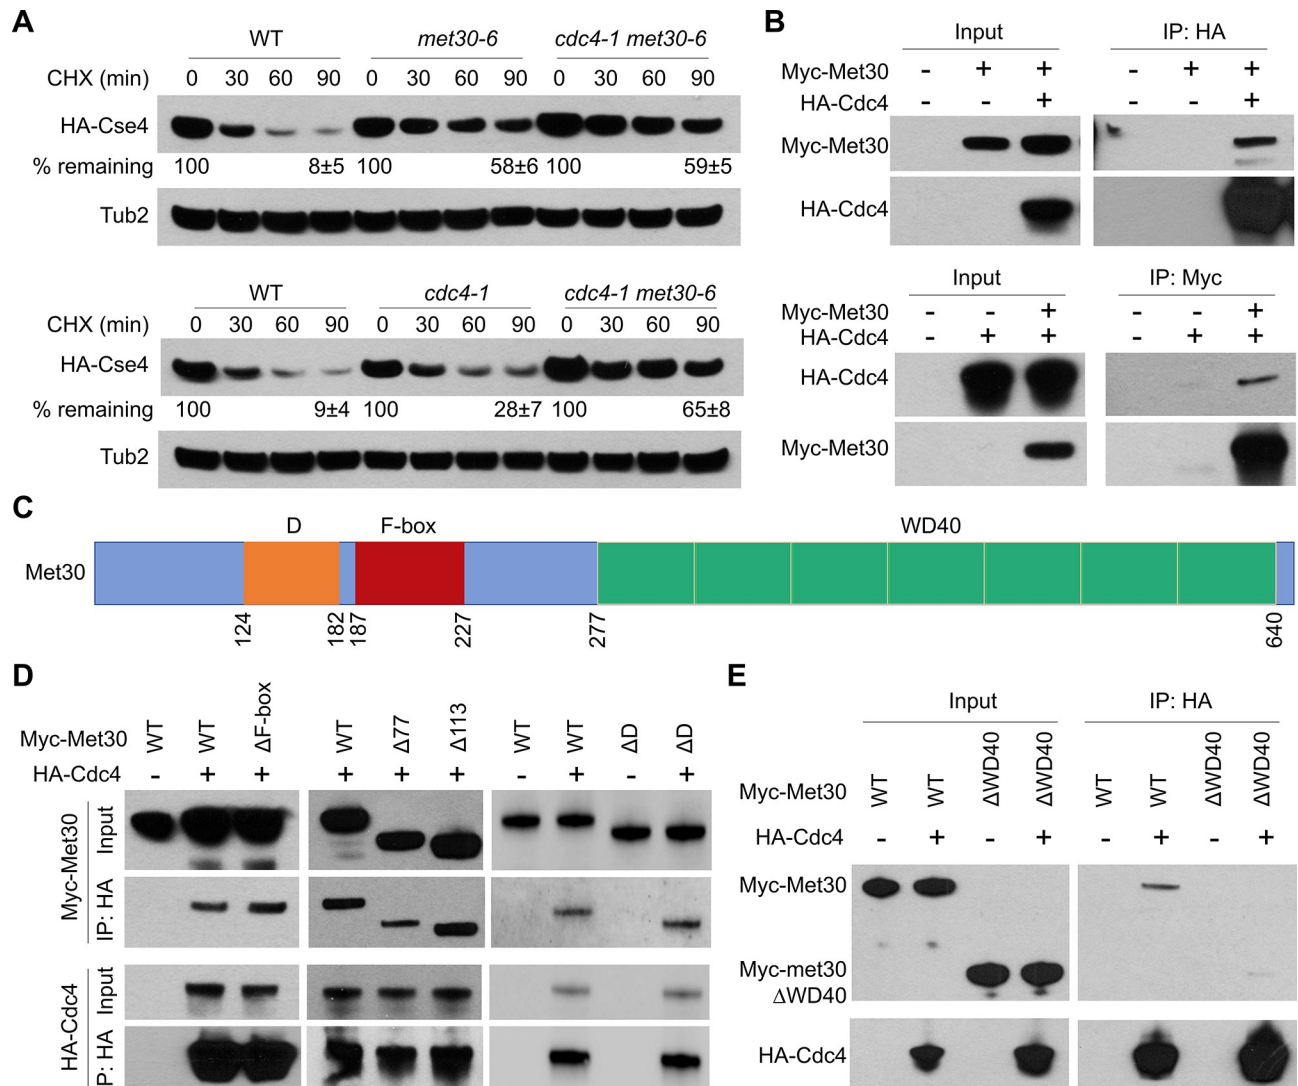 A
WT met30-6 cdc4-1 met30-6
CHX (min) 0 30 60 90 0 30 60 90 0 30 60 90
HA-Cse4
% remaining 100 8±5 100 58±6 100 59±5
Tub2
WT cdc4-1 cdc4-1 met30-6
CHX (min) 0 30 60 90 0 30 60 90 0 30 60 90
HA-Cse4
% remaining 100 9±4 100 28±7 100 65±8
Tub2
B
Input IP: HA
Myc-Met30 - + + - + +
HA-Cdc4 - - + - - +
Myc-Met30
HA-Cdc4
Input IP: Myc
Myc-Met30 - - + - - +
HA-Cdc4 - + + - + +
HA-Cdc4
Myc-Met30
C
D F-box WD40
Met30
124 182 187 227 277 640
D
Myc-Met30 WT WT ΔF-box WT Δ77 Δ113 WT WT ΔD ΔD
HA-Cdc4 - + + + + + - + - +
Myc-Met30
Input
IP: HA
HA-Cdc4
Input
P: HA
E
Input IP: HA
Myc-Met30 WT WT ΔWD40 ΔWD40 WT WT ΔWD40 ΔWD40
HA-Cdc4 - + - + - + - +
Myc-Met30
Myc-met30
ΔWD40
HA-Cdc4